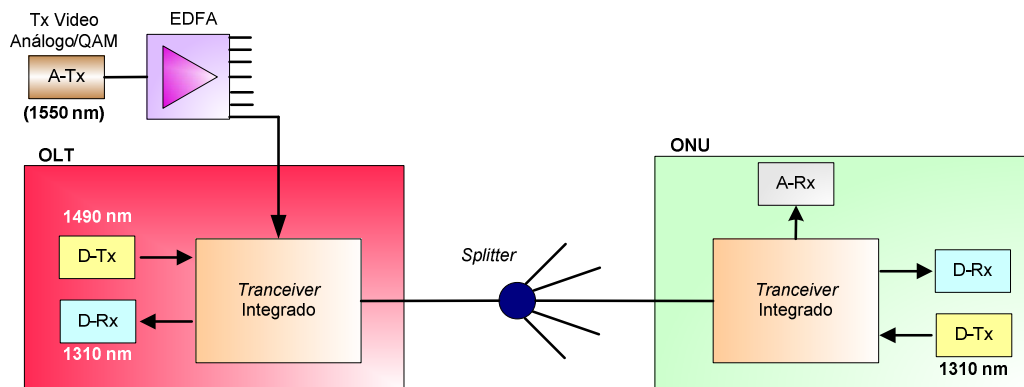 Tx Video
Análogo/QAM
EDFA
A-Tx
(1550 nm)
OLT
ONU
A-Rx
1490 nm
D-Tx
Tranceiver
Integrado
D-Rx
1310 nm
Splitter
Tranceiver
Integrado
D-Rx
D-Tx
1310 nm